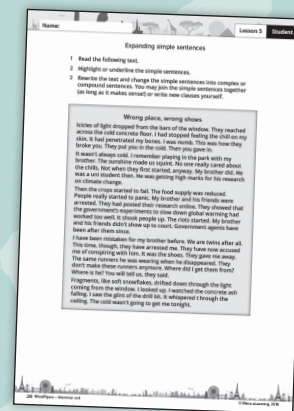 Name:
Lesson 5
Student
Expanding simple sentences
1 Read the following text.
2 Highlight or underline the simple sentences.
3 Rewrite the text and change the simple sentences into complex or
compound sentences. You may join the simple sentences together
(as long as it makes sense) or write new clauses yourself.
Wrong place, wrong shoes
Icicles of light dropped from the bars of the window. They reached
across the cold concrete floor. I had stopped feeling the chill on my
skin. It had penetrated my bones. I was numb. This was how they
broke you. They put you in the cold. Then you gave in.
It wasn't always cold. I remember playing in the park with my
brother. The sunshine made us squint. No one really cared about
the chills. Not when they first started, anyway. My brother did. He
was a uni student then. He was getting high marks for his research
on climate change.
Then the crops started to fail. The food supply was reduced.
People really started to panic. My brother and his friends were
arrested. They had posted their research online. They showed that
the government's experiments to slow down global warming had
worked too well. It shook people up. The riots started. My brother
and his friends didn't show up to court. Government agents have
been after them since.
I have been mistaken for my brother before. We are twins after all.
This time, though, they have arrested me. They have now accused
me of conspiring with him. It was the shoes. They gave me away.
The same runners he was wearing when he disappeared. They
don't make these runners anymore. Where did I get them from?
Where is he? You will tell us, they said.
Fragments, like soft snowflakes, drifted down through the light
coming from the window. I looked up. I watched the concrete ash
falling. I saw the glint of the drill bit. It whispered through the
ceiling. The cold wasn't going to get me tonight.
28 WordFlyers – Grammar unit